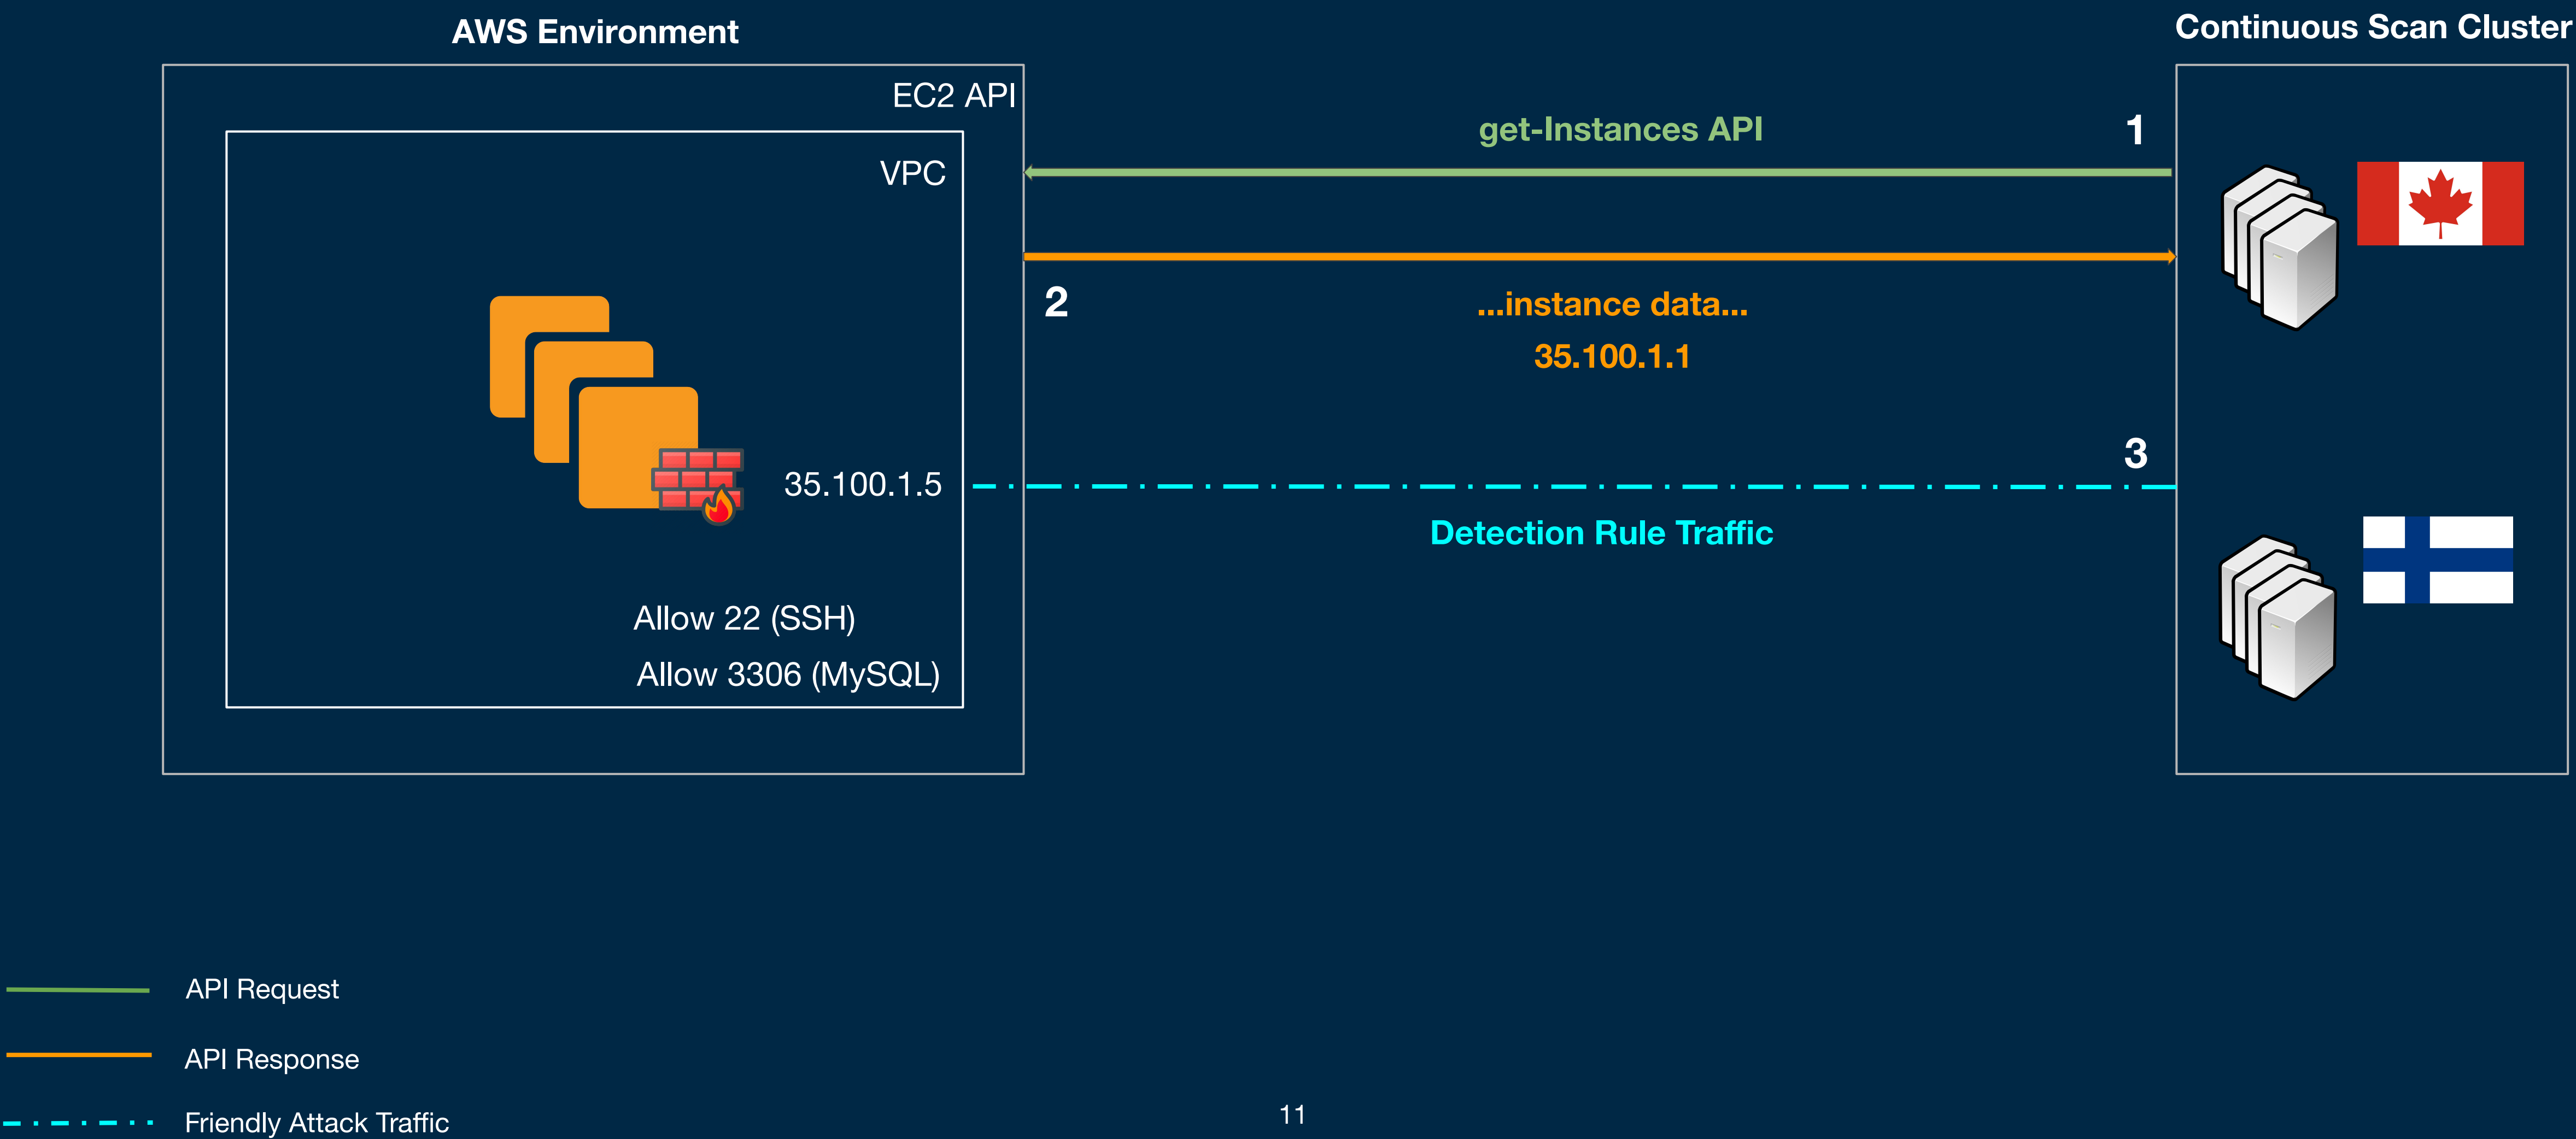 AWS Environment
Continuous Scan Cluster
EC2 API
get-Instances API
1
VPC
2
...instance data...
35.100.1.1
3
35.100.1.5
Detection Rule Traffic
Allow 22 (SSH)
Allow 3306 (MySQL)
API Request
API Response
Friendly Attack Traffic
11